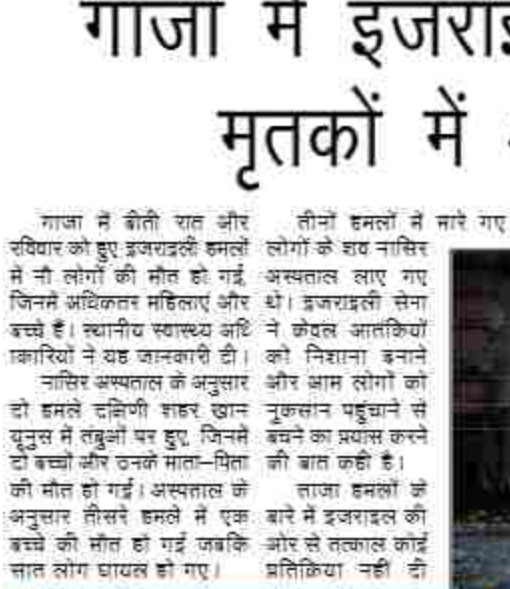 गाजा में इजराइ
मृतकों में
गाजा में बीती रात और
रविवार को हुए इजराइली हमलों
में नौ लोगों की मौत हो गई,
जिनमें अधिकतर महिलाएं और
बच्चे हैं। स्थानीय स्वास्थ्य अधि
कारियों ने यह जानकारी दी।
नासिर अस्पताल के अनुसार
दो हमले दक्षिणी शहर खान
यूनुस में तंबुओं पर हुए, जिनमें
दो बच्चों और उनके माता–पिता
की मौत हो गई। अस्पताल के
अनुसार तीसरे हमले में एक
बच्चे की मौत हो गई जबकि
सात लोग घायल हो गए।
तीनों हमलों में मारे गए
लोगों के शव नासिर
अस्पताल लाए गए
थे। इजराइली सेना
ने केवल आतंकियों
को निशाना बनाने
और आम लोगों को
नुकसान पहुंचाने से
बचने का प्रयास करने
की बात कही है।
ताजा हमलों के
बारे में इजराइल की
ओर से तत्काल कोई
प्रतिक्रिया नहीं दी